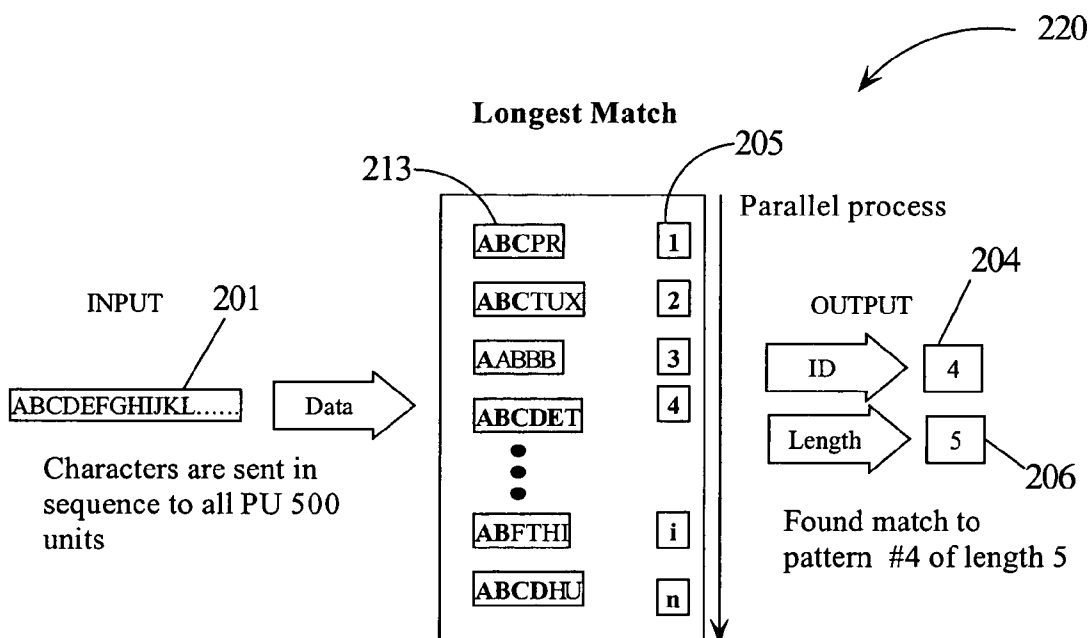 220
Longest Match
213
205
Parallel process
ABCPR
1
INPUT
201
ABCTUX
2
OUTPUT
204
AABBB
3
ID
4
ABCDEFGHIJKL......
Data
ABCDET
4
Length
5
206
Characters are sent in
sequence to all PU 500
units
Found match to
pattern #4 of length 5
ABFTHI
i
ABCDHU
n